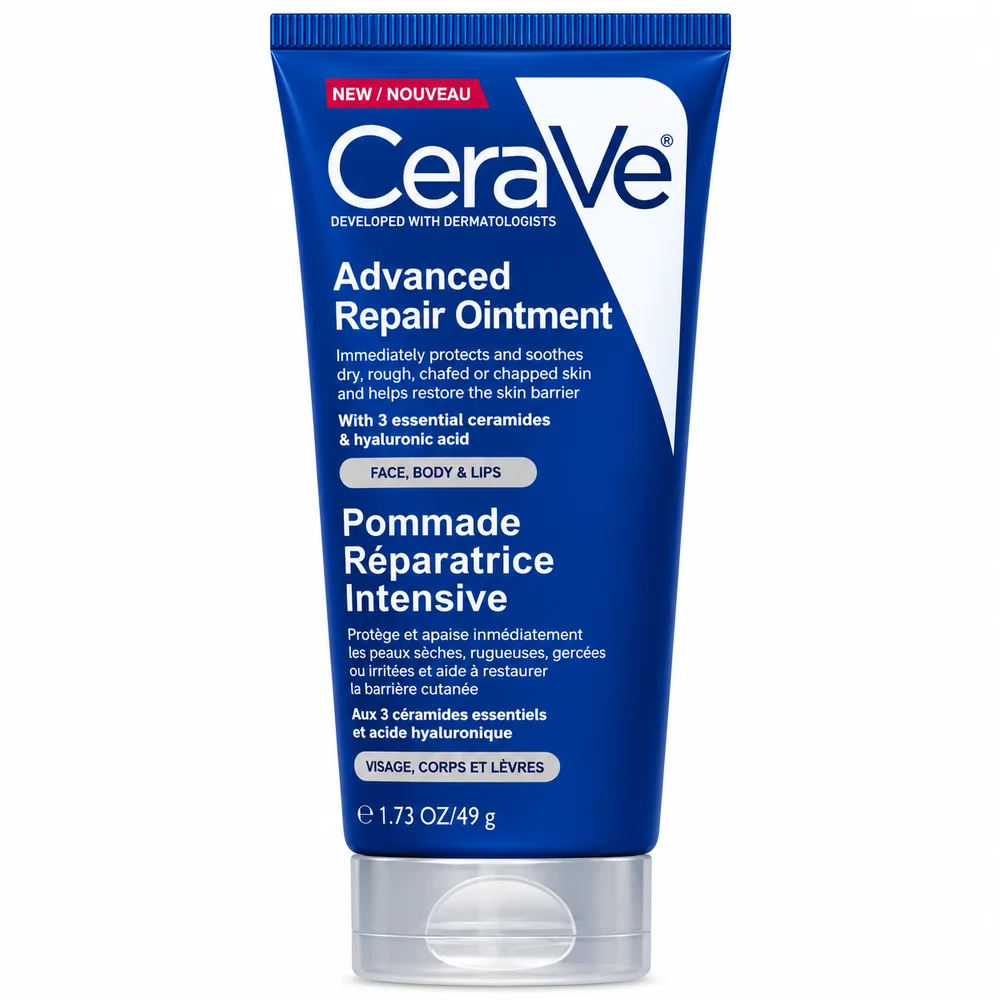 NEW / NOUVEAU
CeraVe®
DEVELOPED WITH DERMATOLOGISTS
Advanced
Repair Ointment
Immediately protects and soothes
dry, rough, chafed or chapped skin
and helps restore the skin barrier
With 3 essential ceramides
& hyaluronic acid
FACE, BODY & LIPS
Pommade
Réparatrice
Intensive
Protège et apaise inmédiatement
les peaux sèches, rugueuses, gercées
ou irritées et aide à restaurer
la barrière cutanée
Aux 3 céramides essentiels
et acide hyaluronique
VISAGE, CORPS ET LÈVRES
℮ 1.73 OZ/49 g